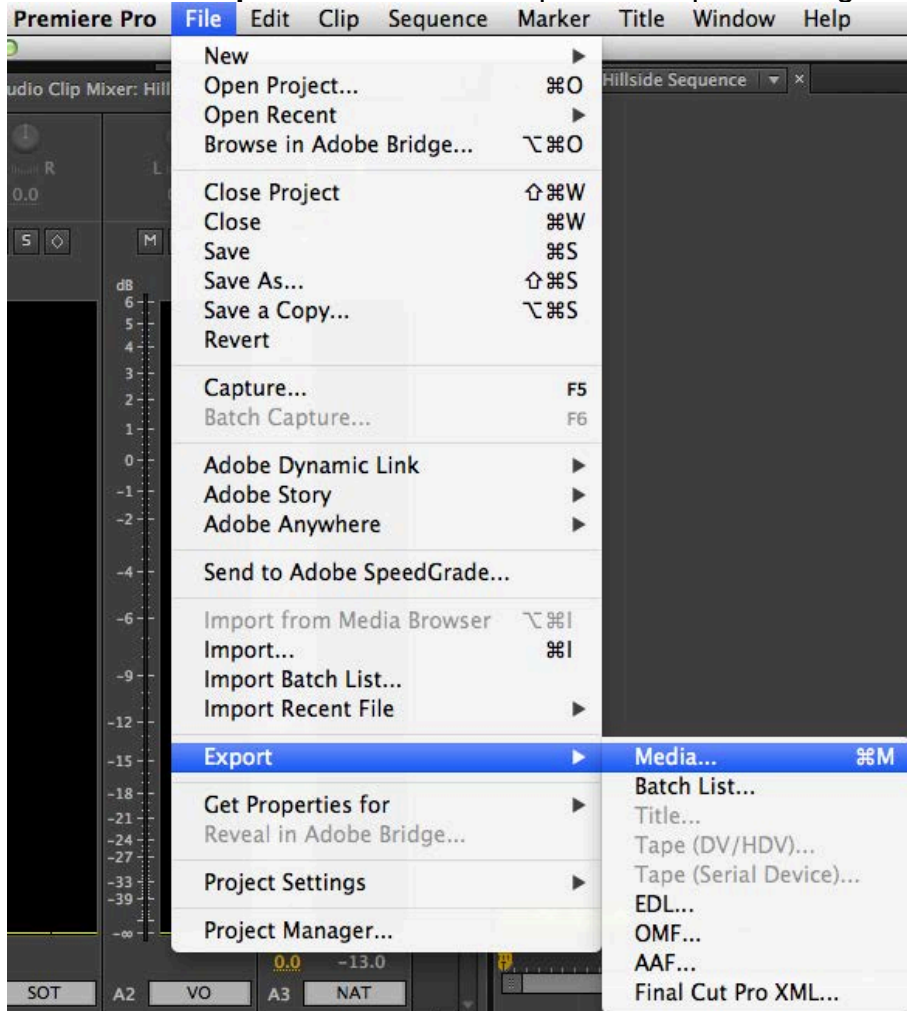 Premiere Pro File Edit Clip Sequence Marker Title Window Help
New ▶
Open Project... ⌘O
Open Recent ▶
Browse in Adobe Bridge... ⌥⌘O
Close Project ⇧⌘W
Close ⌘W
Save ⌘S
Save As... ⇧⌘S
Save a Copy... ⌥⌘S
Revert
Capture... F5
Batch Capture... F6
Adobe Dynamic Link ▶
Adobe Story ▶
Adobe Anywhere ▶
Send to Adobe SpeedGrade...
Import from Media Browser ⌥⌘I
Import... ⌘I
Import Batch List...
Import Recent File ▶
Export ▶
Get Properties for ▶
Reveal in Adobe Bridge...
Project Settings ▶
Project Manager...
Media... ⌘M
Batch List...
Title...
Tape (DV/HDV)...
Tape (Serial Device)...
EDL...
OMF...
AAF...
Final Cut Pro XML...
Hillside Sequence
udio Clip Mixer: Hill
R L
0.0
S M
dB
6
5
4
3
2
1
0
-1
-2
-4
-6
-9
-12
-15
-18
-21
-24
-27
-33
-39
-∞
0.0 -13.0
SOT A2 VO A3 NAT